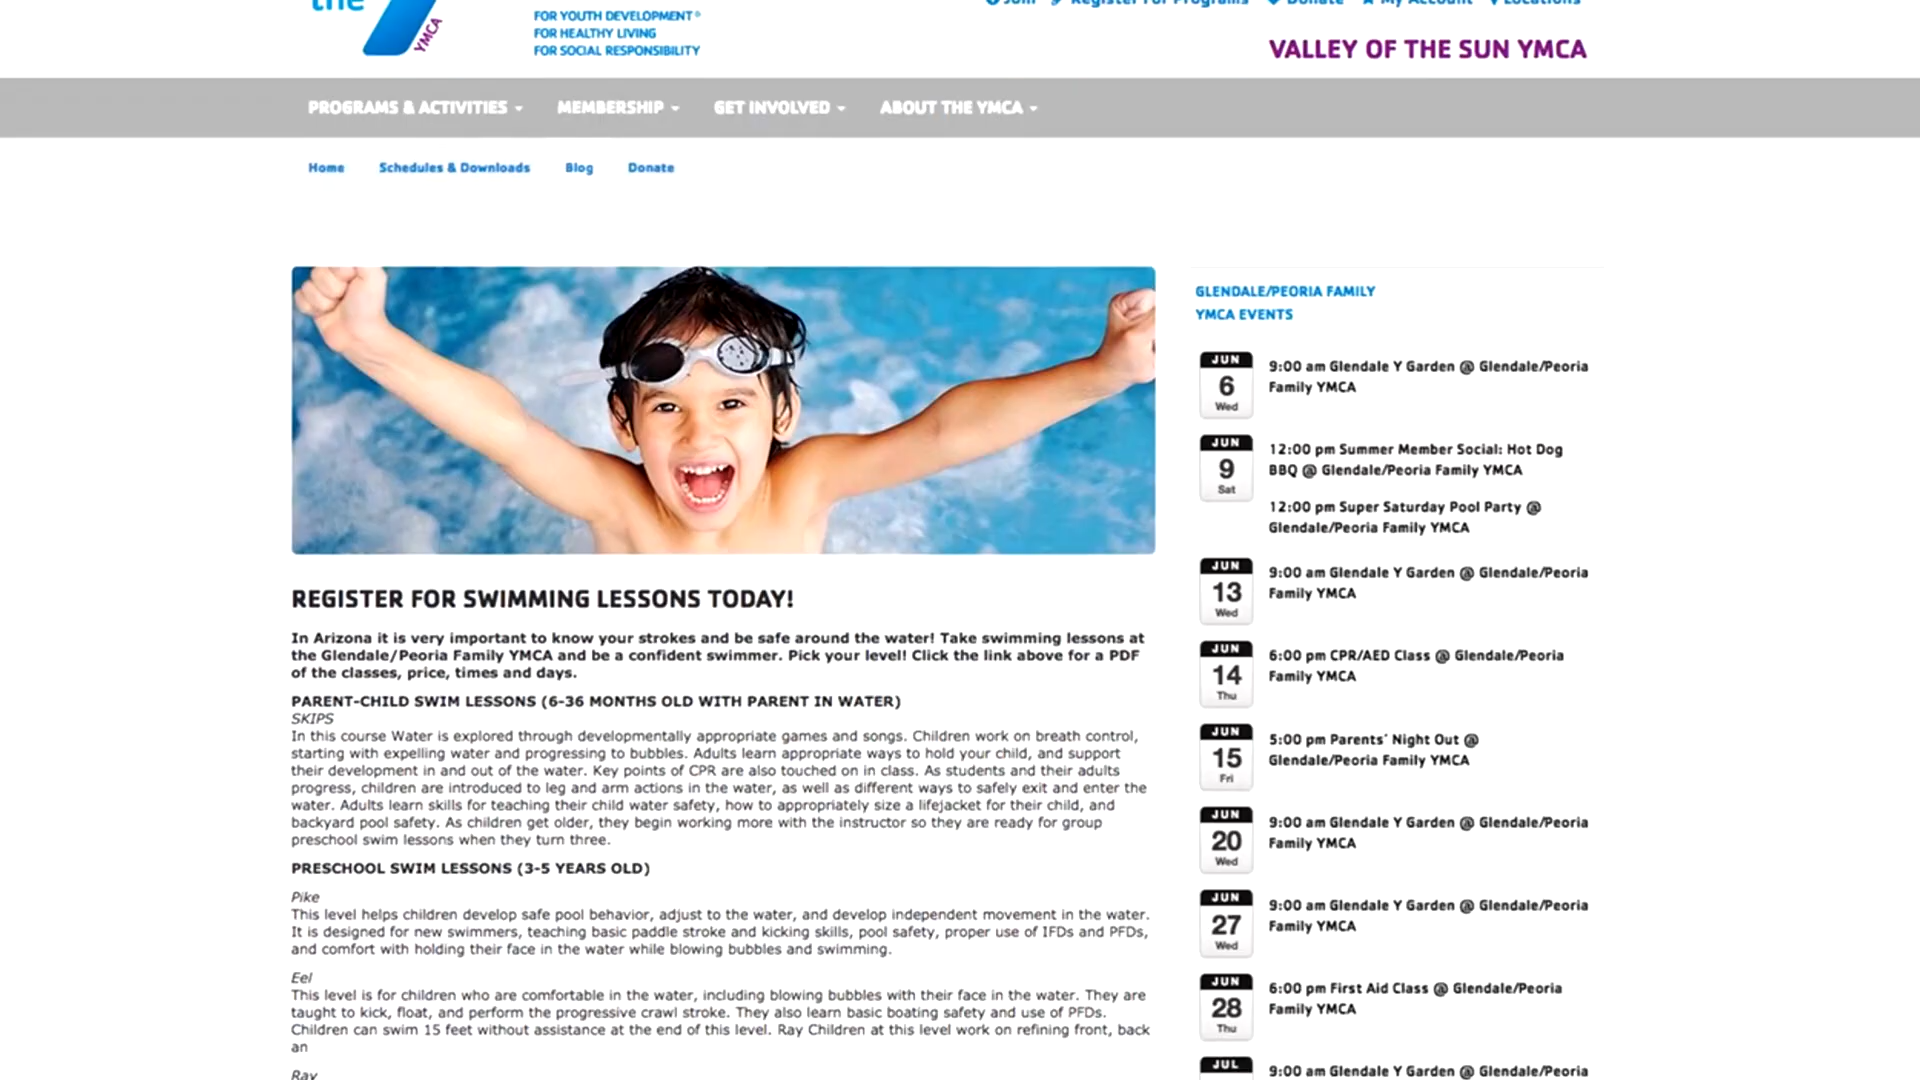 the
YMCA
FOR YOUTH DEVELOPMENT®
FOR HEALTHY LIVING
FOR SOCIAL RESPONSIBILITY
Join Register For Programs Donate My Account Locations
VALLEY OF THE SUN YMCA
PROGRAMS & ACTIVITIES MEMBERSHIP GET INVOLVED ABOUT THE YMCA
Home Schedules & Downloads Blog Donate
REGISTER FOR SWIMMING LESSONS TODAY!
In Arizona it is very important to know your strokes and be safe around the water! Take swimming lessons at
the Glendale/Peoria Family YMCA and be a confident swimmer. Pick your level! Click the link above for a PDF
of the classes, price, times and days.
PARENT-CHILD SWIM LESSONS (6-36 MONTHS OLD WITH PARENT IN WATER)
SKIPS
In this course Water is explored through developmentally appropriate games and songs. Children work on breath control,
starting with expelling water and progressing to bubbles. Adults learn appropriate ways to hold your child, and support
their development in and out of the water. Key points of CPR are also touched on in class. As students and their adults
progress, children are introduced to leg and arm actions in the water, as well as different ways to safely exit and enter the
water. Adults learn skills for teaching their child water safety, how to appropriately size a lifejacket for their child, and
backyard pool safety. As children get older, they begin working more with the instructor so they are ready for group
preschool swim lessons when they turn three.
PRESCHOOL SWIM LESSONS (3-5 YEARS OLD)
Pike
This level helps children develop safe pool behavior, adjust to the water, and develop independent movement in the water.
It is designed for new swimmers, teaching basic paddle stroke and kicking skills, pool safety, proper use of IFDs and PFDs,
and comfort with holding their face in the water while blowing bubbles and swimming.
Eel
This level is for children who are comfortable in the water, including blowing bubbles with their face in the water. They are
taught to kick, float, and perform the progressive crawl stroke. They also learn basic boating safety and use of PFDs.
Children can swim 15 feet without assistance at the end of this level. Ray Children at this level work on refining front, back
an
Ray
GLENDALE/PEORIA FAMILY
YMCA EVENTS
JUN
6
Wed
9:00 am Glendale Y Garden @ Glendale/Peoria
Family YMCA
JUN
9
Sat
12:00 pm Summer Member Social: Hot Dog
BBQ @ Glendale/Peoria Family YMCA
12:00 pm Super Saturday Pool Party @
Glendale/Peoria Family YMCA
JUN
13
Wed
9:00 am Glendale Y Garden @ Glendale/Peoria
Family YMCA
JUN
14
Thu
6:00 pm CPR/AED Class @ Glendale/Peoria
Family YMCA
JUN
15
Fri
5:00 pm Parents' Night Out @
Glendale/Peoria Family YMCA
JUN
20
Wed
9:00 am Glendale Y Garden @ Glendale/Peoria
Family YMCA
JUN
27
Wed
9:00 am Glendale Y Garden @ Glendale/Peoria
Family YMCA
JUN
28
Thu
6:00 pm First Aid Class @ Glendale/Peoria
Family YMCA
JUL
9:00 am Glendale Y Garden @ Glendale/Peoria